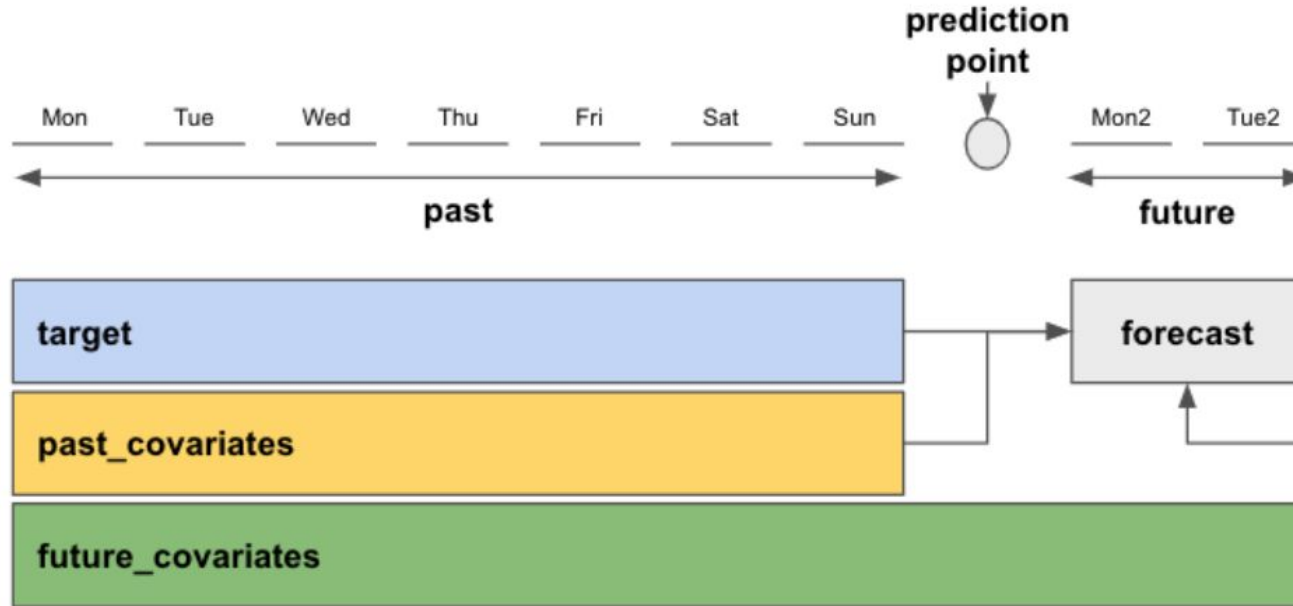 prediction
point
Mon Tue Wed Thu Fri Sat Sun Mon2 Tue2
past future
target forecast
past_covariates
future_covariates